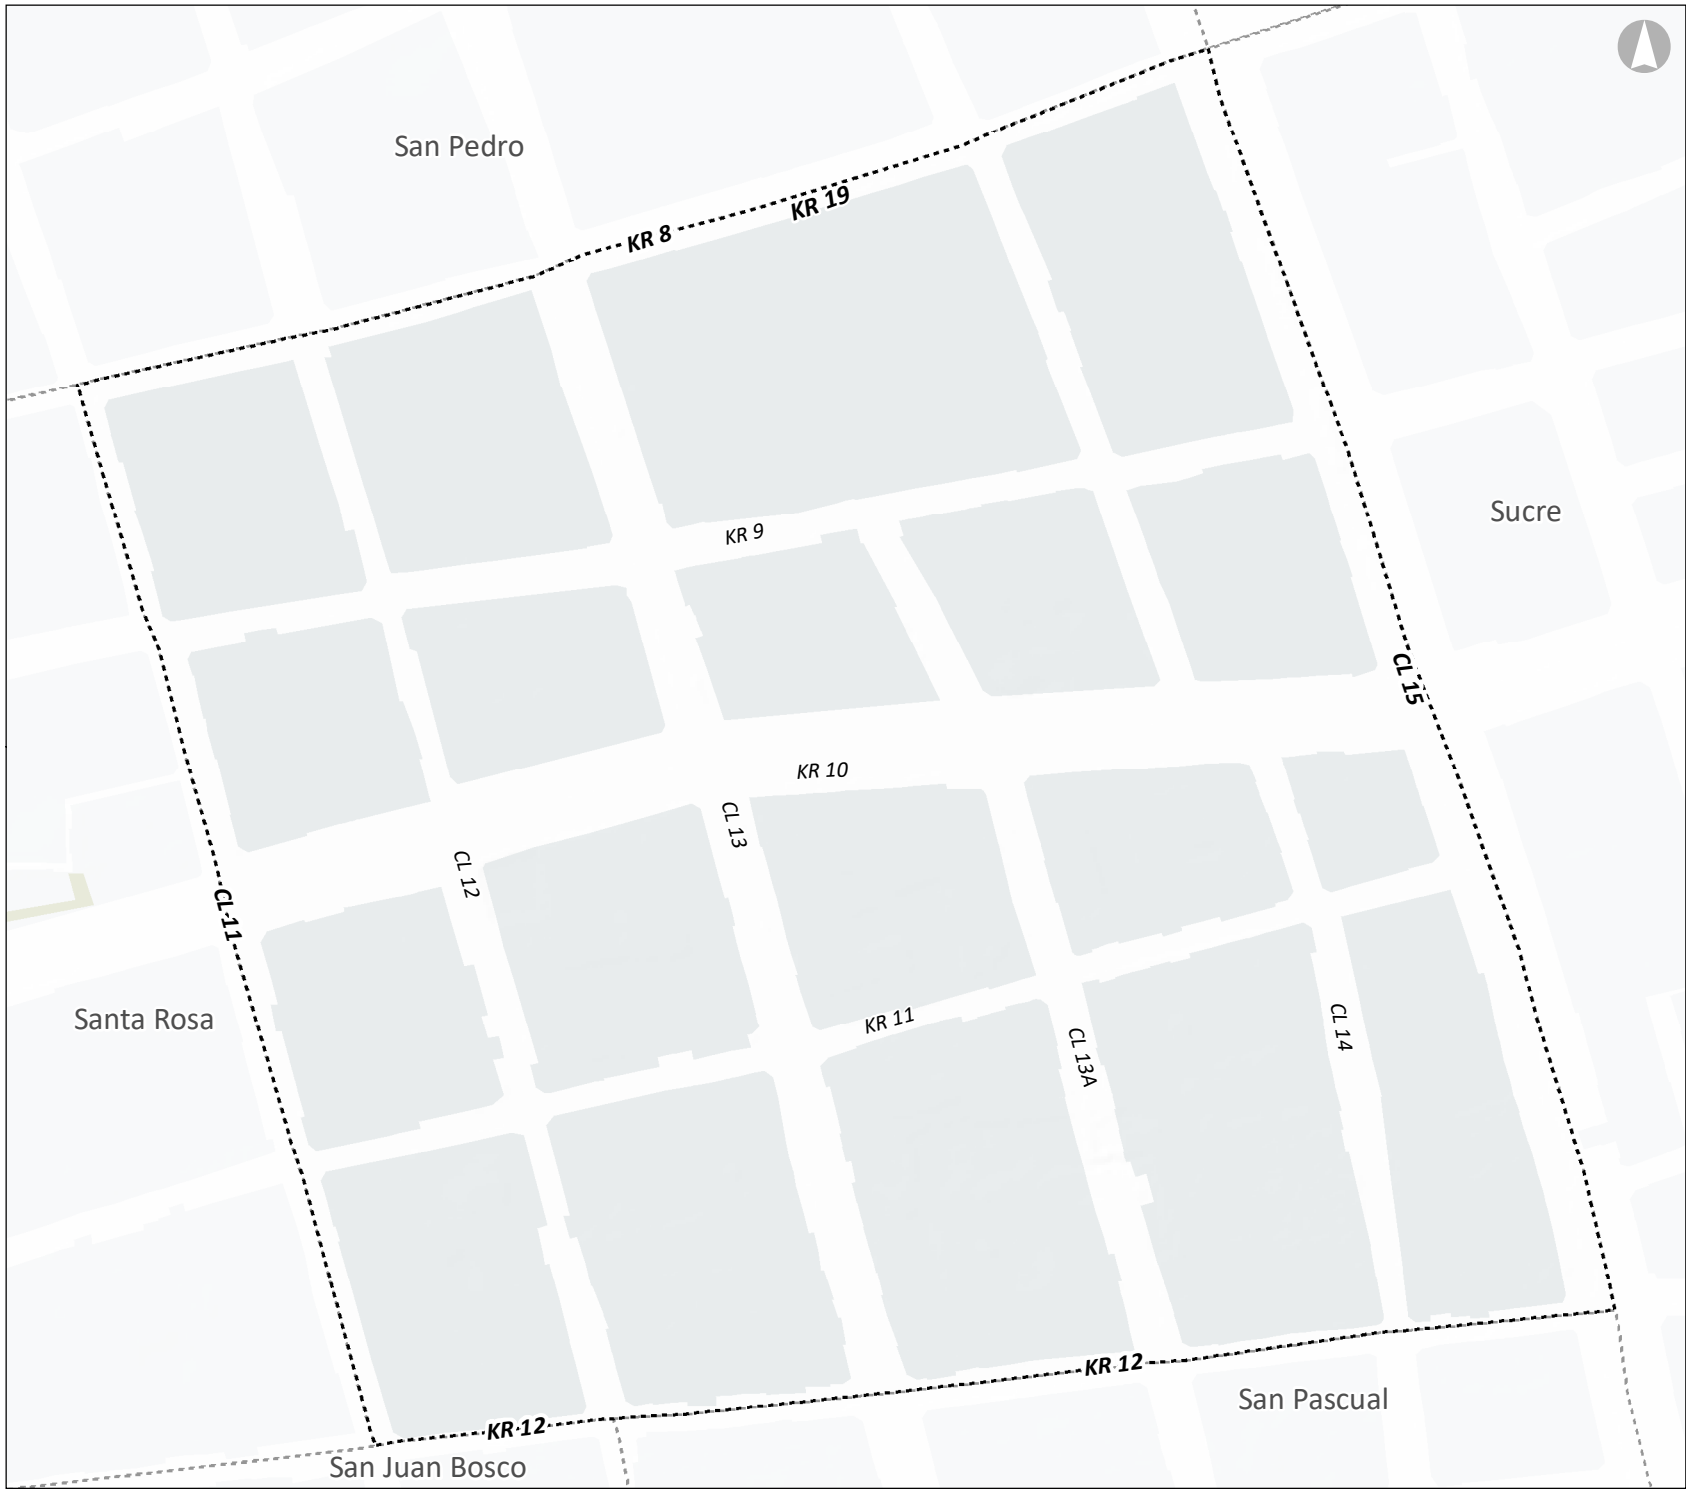 San Pedro
KR 19
KR 8
Sucre
KR 9
CL 15
KR 10
CL 13
CL 12
CL 11
Santa Rosa
KR 11
CL 14
CL 13A
KR 12
San Pascual
KR 12
San Juan Bosco